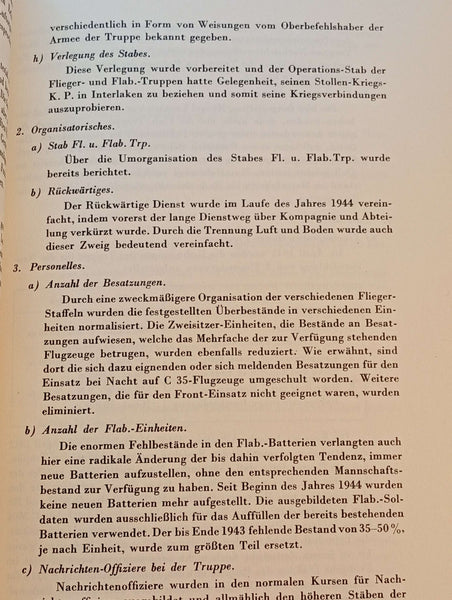 verschiedentlich in Form von Weisungen vom Oberbefehlshaber der
Armee der Truppe bekannt gegeben.
h) Verlegung des Stabes.
Diese Verlegung wurde vorbereitet und der Operations-Stab der
Flieger- und Flab.-Truppen hatte Gelegenheit, seinen Stollen-Kriegs-
K. P. in Interlaken zu beziehen und somit seine Kriegsverbindungen
auszuprobieren.
2. Organisatorisches.
a) Stab Fl. u. Flab. Trp.
Über die Umorganisation des Stabes Fl. u. Flab. Trp. wurde
bereits berichtet.
b) Rückwärtiges.
Der Rückwärtige Dienst wurde im Laufe des Jahres 1944 verein-
facht, indem vorerst der lange Dienstweg über Kompagnie und Abtei-
lung verkürzt wurde. Durch die Trennung Luft und Boden wurde auch
dieser Zweig bedeutend vereinfacht.
3. Personelles.
a) Anzahl der Besatzungen.
Durch eine zweckmäßigere Organisation der verschiedenen Flieger-
Staffeln wurden die festgestellten Überbestände in verschiedenen Ein-
heiten normalisiert. Die Zweisitzer-Einheiten, die Bestände an Besat-
zungen aufwiesen, welche das Mehrfache der zur Verfügung stehenden
Flugzeuge betrugen, wurden ebenfalls reduziert. Wie erwähnt, sind
dort die sich dazu eignenden oder sich meldenden Besatzungen für den
Einsatz bei Nacht auf C 35-Flugzeuge umgeschult worden. Weitere
Besatzungen, die für den Front-Einsatz nicht geeignet waren, wurden
eliminiert.
b) Anzahl der Flab.-Einheiten.
Die enormen Fehlbestände in den Flab.-Batterien verlangten auch
hier eine radikale Änderung der bis dahin verfolgten Tendenz, immer
neue Batterien aufzustellen, ohne den entsprechenden Mannschafts-
bestand zur Verfügung zu haben. Seit Beginn des Jahres 1944 wurden
keine neuen Batterien mehr aufgestellt. Die ausgebildeten Flab.-Sol-
daten wurden ausschließlich für das Auffüllen der bereits bestehenden
Batterien verwendet. Der bis Ende 1943 fehlende Bestand von 35–50%,
je nach Einheit, wurde zum größten Teil ersetzt.
c) Nachrichten-Offiziere bei der Truppe.
Nachrichtenoffiziere wurden in den normalen Kursen für Nach-
und allmählich den höheren Stäben der